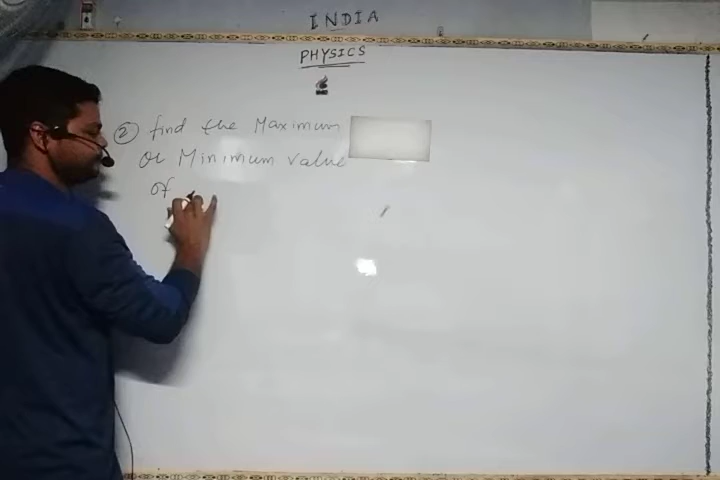 INDIA
PHYSICS
② find the Maximum
or Minimum value
of